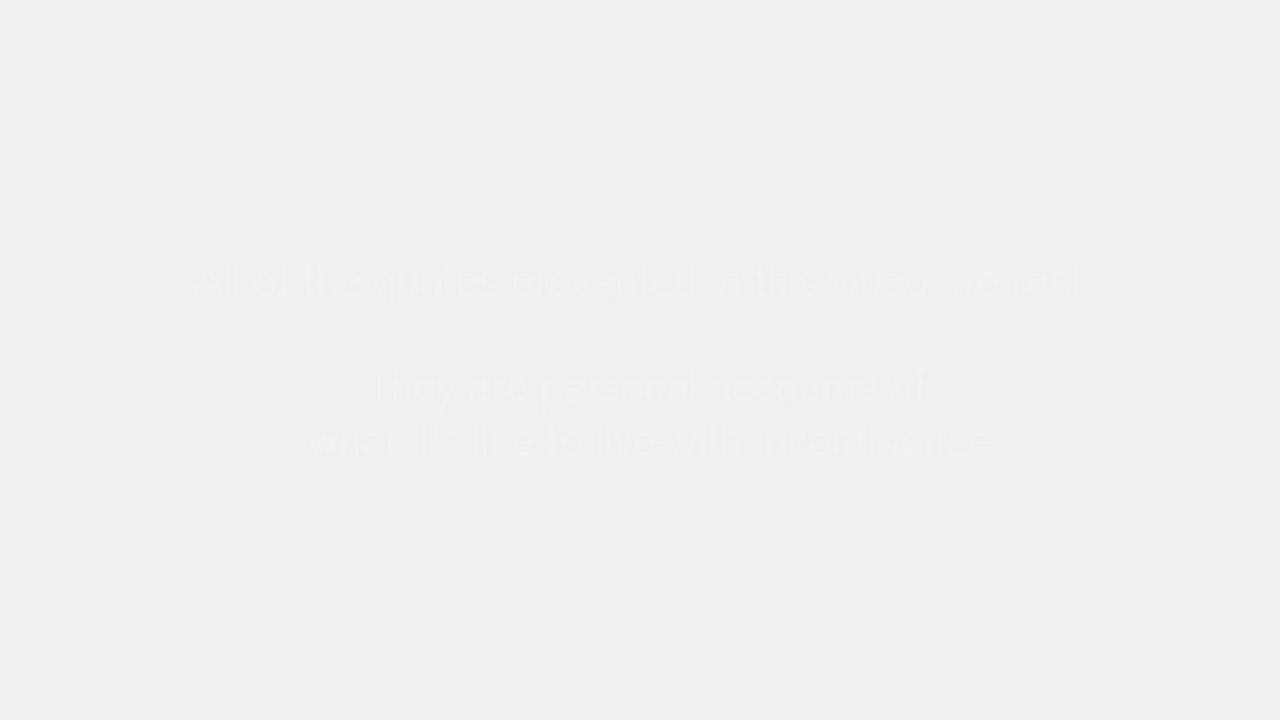 All of the quotes presented in this video are real.
They are personal accounts of
what it's like to live with incontinence.